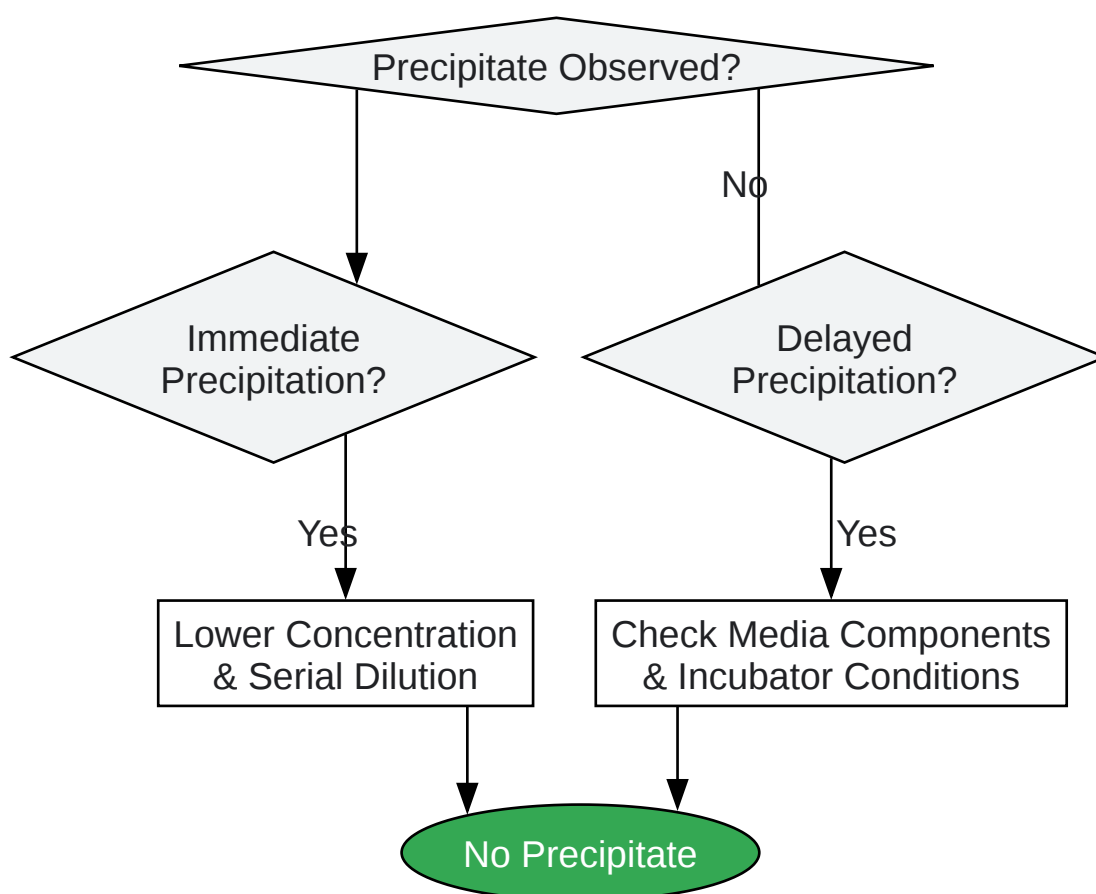 Precipitate Observed?
No
Immediate
Precipitation?
Delayed
Precipitation?
Yes
Yes
Lower Concentration
& Serial Dilution
Check Media Components
& Incubator Conditions
No Precipitate